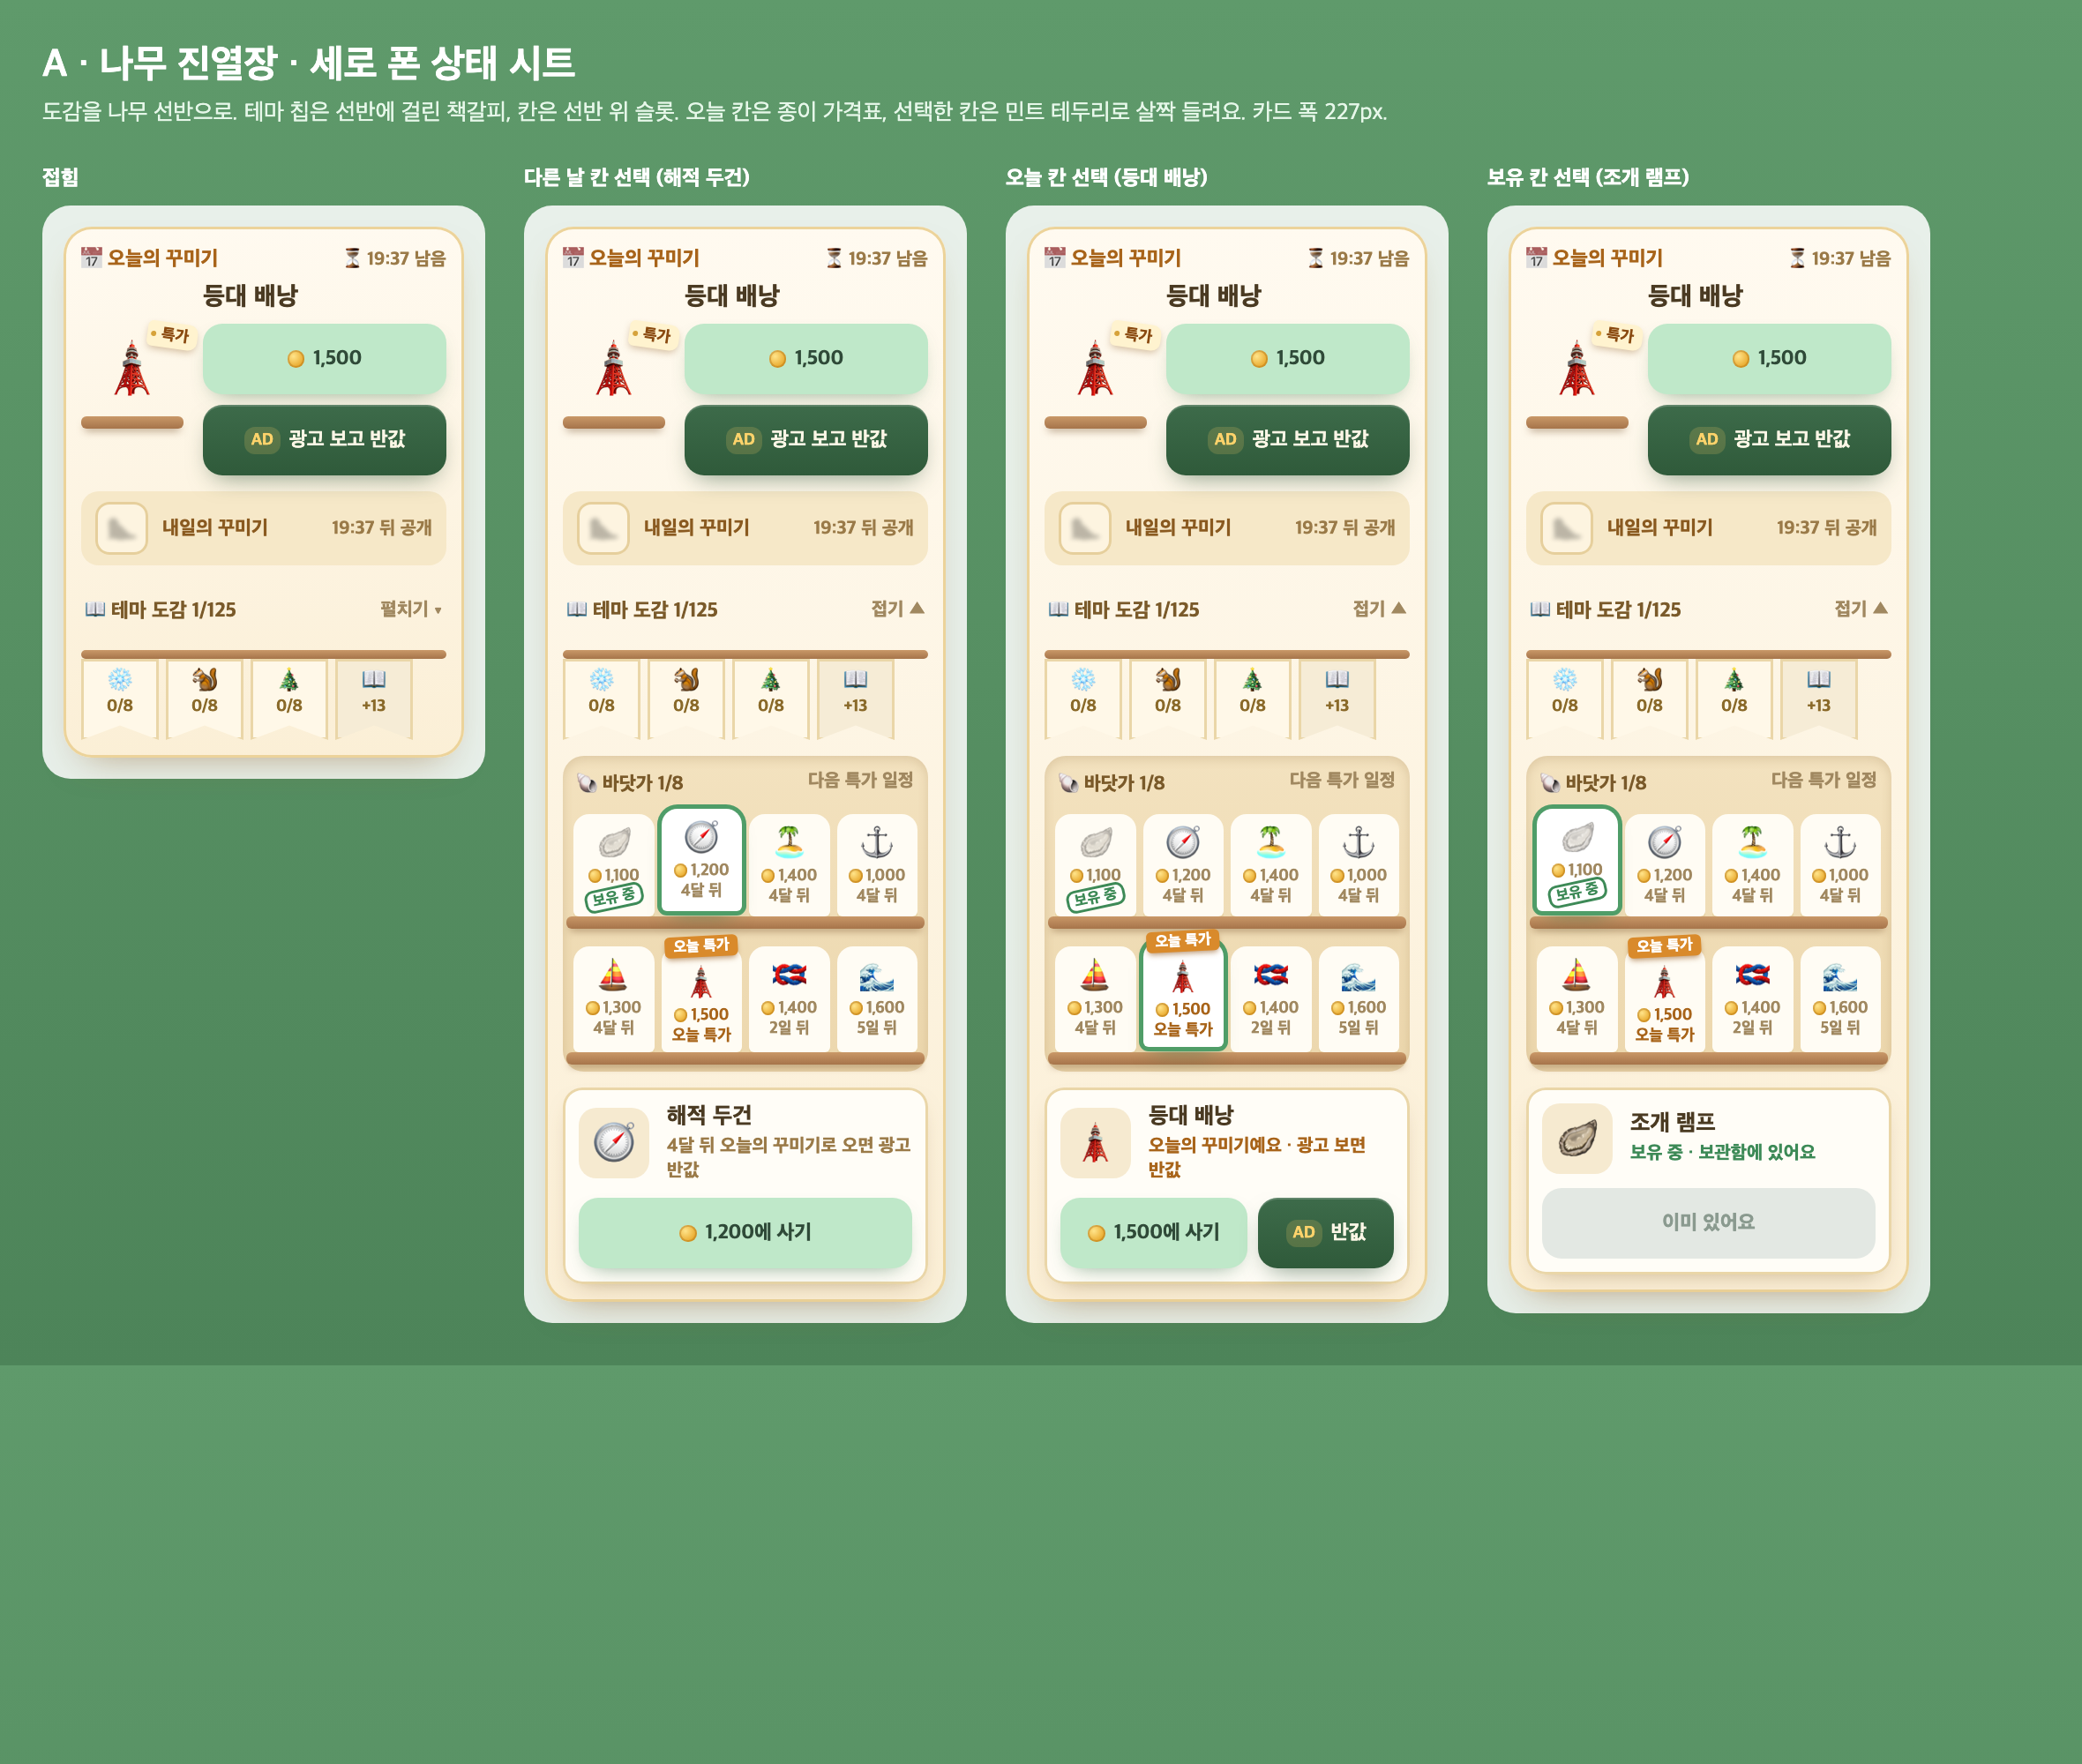 A · 나무 진열장 · 세로 폰 상태 시트
도감을 나무 선반으로. 테마 칩은 선반에 걸린 책갈피, 칸은 선반 위 슬롯. 오늘 칸은 종이 가격표, 선택한 칸은 민트 테두리로 살짝 들려요. 카드 폭 227px.
접힘
17 오늘의 꾸미기 19:37 남음
등대 배낭
특가
1,500
AD 광고 보고 반값
내일의 꾸미기 19:37 뒤 공개
테마 도감 1/125 펼치기 ▾
0/8 0/8 0/8 +13
다른 날 칸 선택 (해적 두건)
17 오늘의 꾸미기 19:37 남음
등대 배낭
특가
1,500
AD 광고 보고 반값
내일의 꾸미기 19:37 뒤 공개
테마 도감 1/125 접기 ▲
0/8 0/8 0/8 +13
바닷가 1/8 다음 특가 일정
1,100 1,200 1,400 1,000
보유 중 4달 뒤 4달 뒤 4달 뒤
오늘 특가
1,300 1,500 1,400 1,600
4달 뒤 오늘 특가 2일 뒤 5일 뒤
해적 두건
4달 뒤 오늘의 꾸미기로 오면 광고
반값
1,200에 사기
오늘 칸 선택 (등대 배낭)
17 오늘의 꾸미기 19:37 남음
등대 배낭
특가
1,500
AD 광고 보고 반값
내일의 꾸미기 19:37 뒤 공개
테마 도감 1/125 접기 ▲
0/8 0/8 0/8 +13
바닷가 1/8 다음 특가 일정
1,100 1,200 1,400 1,000
보유 중 4달 뒤 4달 뒤 4달 뒤
오늘 특가
1,300 1,500 1,400 1,600
4달 뒤 오늘 특가 2일 뒤 5일 뒤
등대 배낭
오늘의 꾸미기예요 · 광고 보면
반값
1,500에 사기 AD 반값
보유 칸 선택 (조개 램프)
17 오늘의 꾸미기 19:37 남음
등대 배낭
특가
1,500
AD 광고 보고 반값
내일의 꾸미기 19:37 뒤 공개
테마 도감 1/125 접기 ▲
0/8 0/8 0/8 +13
바닷가 1/8 다음 특가 일정
1,100 1,200 1,400 1,000
보유 중 4달 뒤 4달 뒤 4달 뒤
오늘 특가
1,300 1,500 1,400 1,600
4달 뒤 오늘 특가 2일 뒤 5일 뒤
조개 램프
보유 중 · 보관함에 있어요
이미 있어요